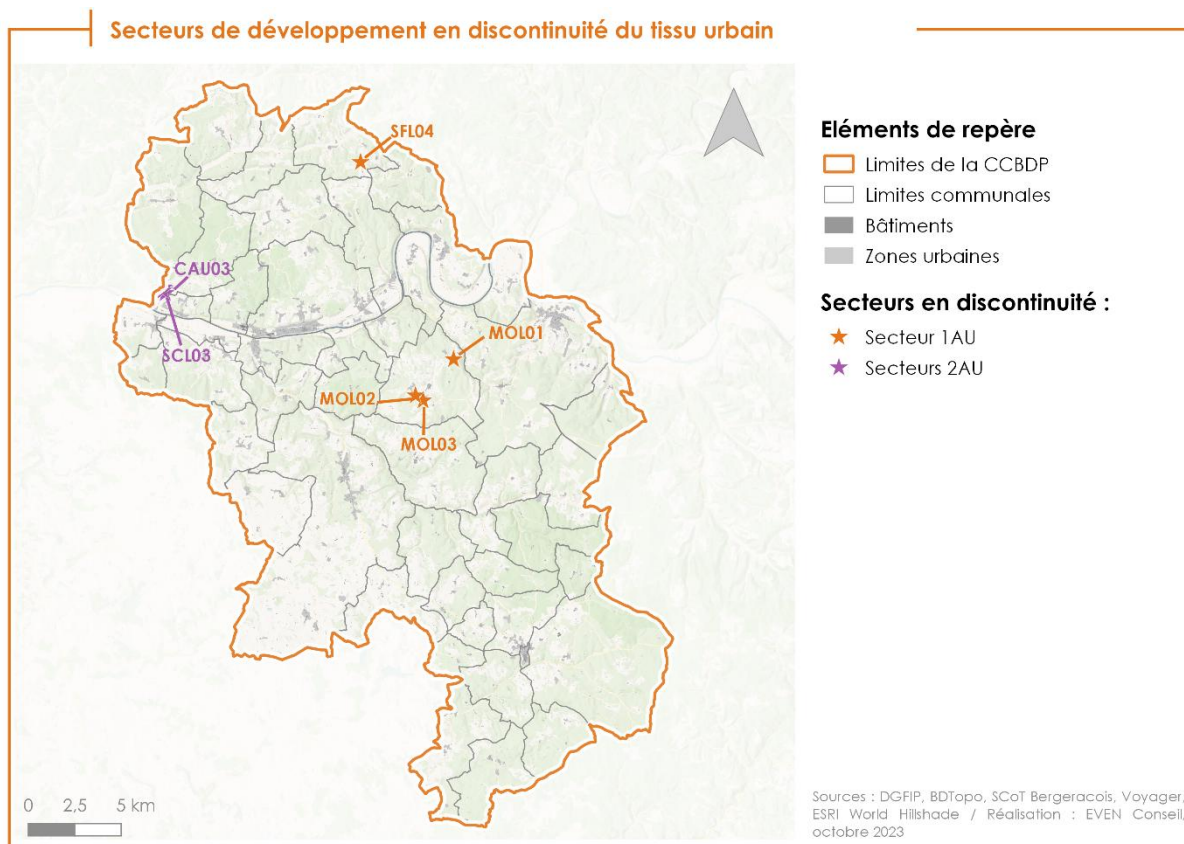 Secteurs de développement en discontinuité du tissu urbain
SFL04
CAU03
SCL03
MOL01
MOL02
MOL03
0 2,5 5 km
Eléments de repère
Limites de la CCBDP
Limites communales
Bâtiments
Zones urbaines
Secteurs en discontinuité :
Secteur 1AU
Secteurs 2AU
Sources : DGFIP, BDTopo, SCoT Bergeracois, Voyager,
ESRI World Hillshade / Réalisation : EVEN Conseil,
octobre 2023